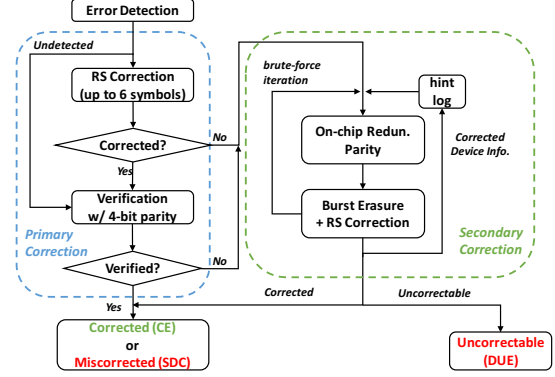 Error Detection
Undetected
RS Correction
(up to 6 symbols)
Corrected?
No
Yes
Verification
w/ 4-bit parity
Primary
Correction
Verified?
No
Yes
brute-force
iteration
hint
log
On-chip Redun.
Parity
Corrected
Device Info.
Burst Erasure
+ RS Correction
Secondary
Correction
Corrected
Uncorrectable
Corrected (CE)
or
Miscorrected (SDC)
Uncorrectable
(DUE)